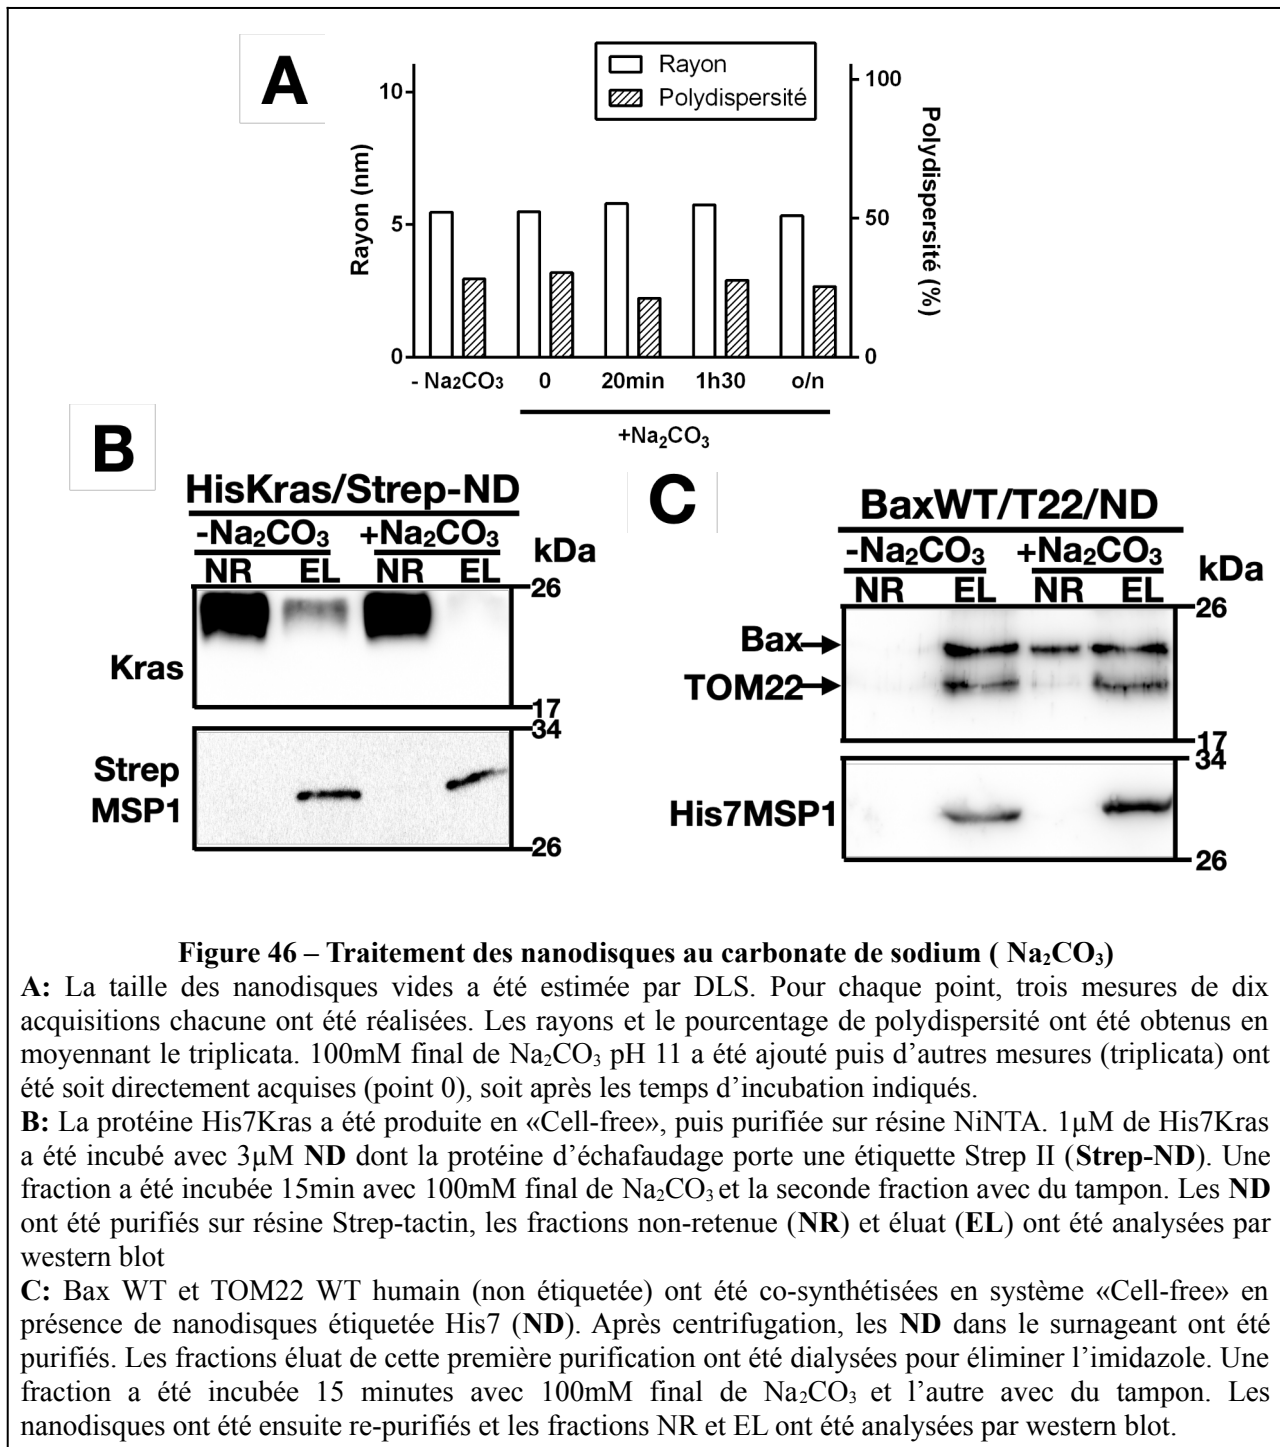 A
Rayon
Polydispersité
10
5
0
Rayon (nm)
100
50
0
Polydispersité (%)
- Na₂CO₃ 0 20min 1h30 o/n
+Na₂CO₃
B
HisKras/Strep-ND
-Na₂CO₃ +Na₂CO₃
NR EL NR EL
kDa
26
Kras
17
34
Strep
MSP1
26
C
BaxWT/T22/ND
-Na₂CO₃ +Na₂CO₃
NR EL NR EL
kDa
26
Bax
TOM22
17
34
His7MSP1
26
Figure 46 – Traitement des nanodisques au carbonate de sodium ( Na₂CO₃)
A: La taille des nanodisques vides a été estimée par DLS. Pour chaque point, trois mesures de dix
acquisitions chacune ont été réalisées. Les rayons et le pourcentage de polydispersité ont été obtenus en
moyennant le triplicata. 100mM final de Na₂CO₃ pH 11 a été ajouté puis d’autres mesures (triplicata) ont
été soit directement acquises (point 0), soit après les temps d’incubation indiqués.
B: La protéine His7Kras a été produite en «Cell-free», puis purifiée sur résine NiNTA. 1µM de His7Kras
a été incubé avec 3µM ND dont la protéine d’échafaudage porte une étiquette Strep II (Strep-ND). Une
fraction a été incubée 15min avec 100mM final de Na₂CO₃ et la seconde fraction avec du tampon. Les ND
ont été purifiés sur résine Strep-tactin, les fractions non-retenue (NR) et éluat (EL) ont été analysées par
western blot
C: Bax WT et TOM22 WT humain (non étiquetée) ont été co-synthétisées en système «Cell-free» en
présence de nanodisques étiquetée His7 (ND). Après centrifugation, les ND dans le surnageant ont été
purifiés. Les fractions éluat de cette première purification ont été dialysées pour éliminer l’imidazole. Une
fraction a été incubée 15 minutes avec 100mM final de Na₂CO₃ et l’autre avec du tampon. Les
nanodisques ont été ensuite re-purifiés et les fractions NR et EL ont été analysées par western blot.